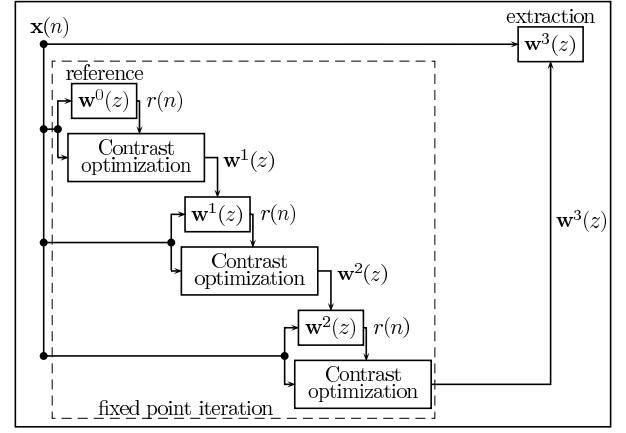 extraction
x(n)
w³(z)
reference
w⁰(z)
r(n)
Contrast
optimization
w¹(z)
w¹(z)
r(n)
w³(z)
Contrast
optimization
w²(z)
w²(z)
r(n)
Contrast
optimization
fixed point iteration